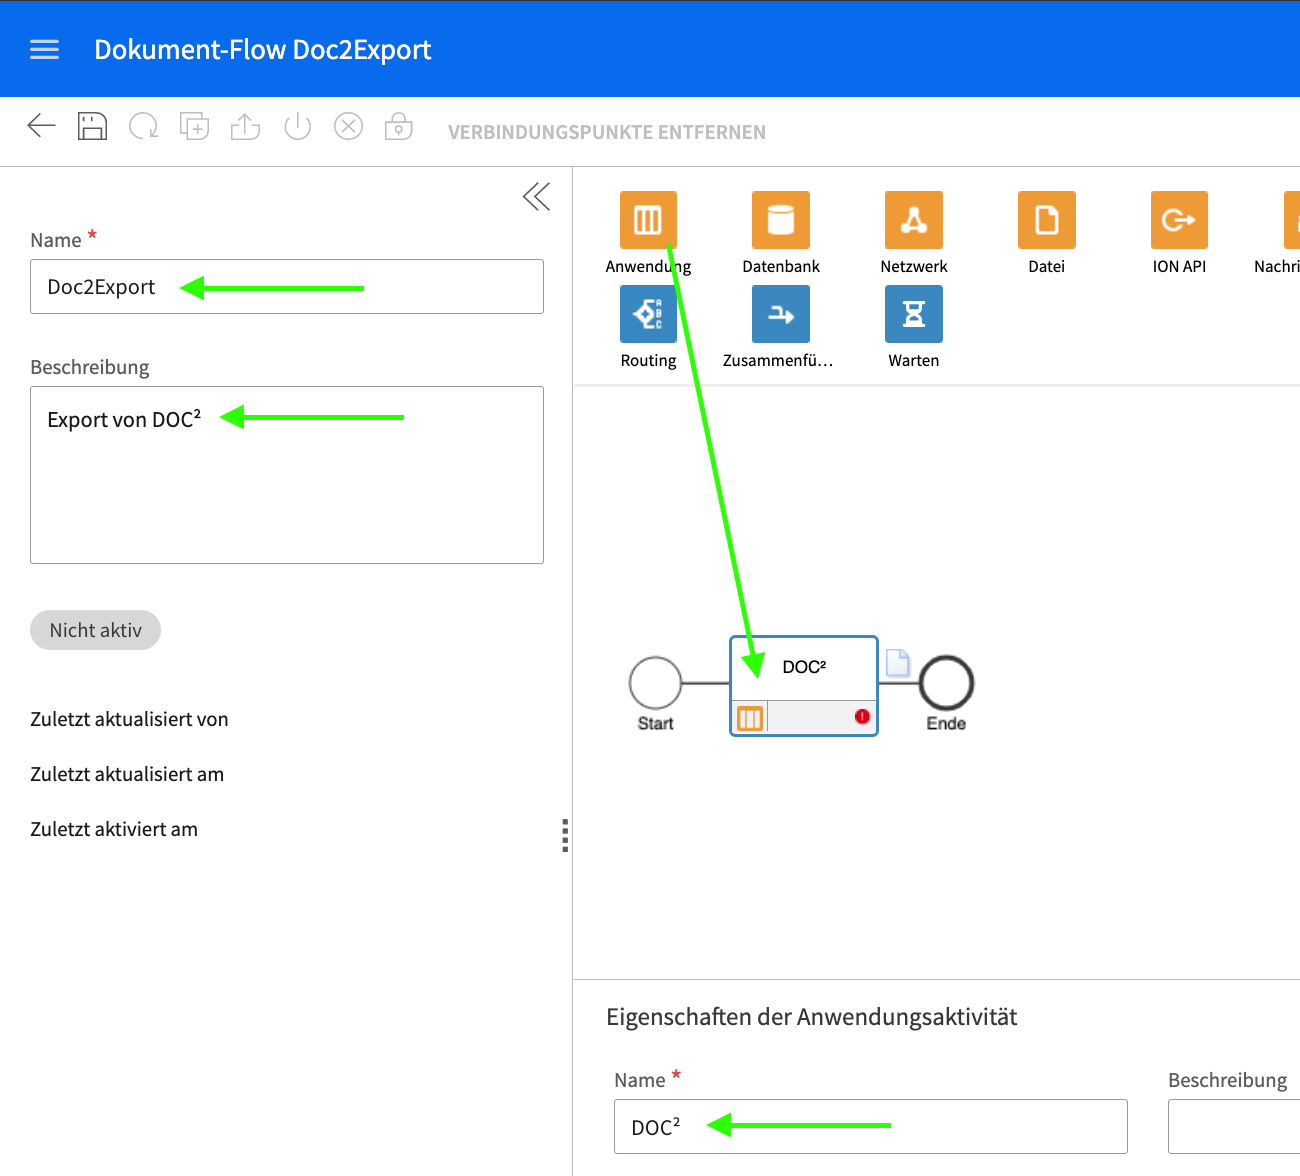 Dokument-Flow Doc2Export
VERBINDUNGSPUNKTE ENTFERNEN
Name *
Doc2Export
Beschreibung
Export von DOC²
Nicht aktiv
Zuletzt aktualisiert von
Zuletzt aktualisiert am
Zuletzt aktiviert am
Anwendung
Datenbank
Netzwerk
Datei
ION API
Nachri
Routing
Zusammenfü...
Warten
Start
DOC²
Ende
Eigenschaften der Anwendungsaktivität
Name *
DOC²
Beschreibung